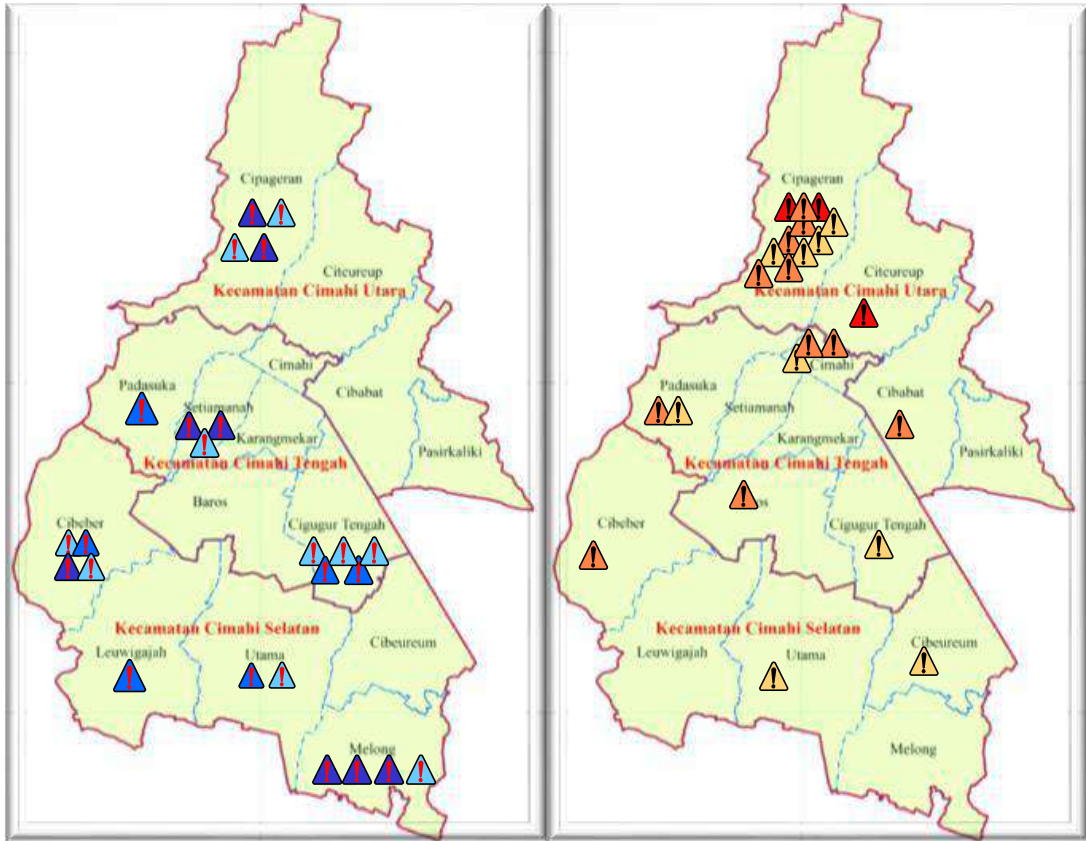 Cipageran
Citeureup
Kecamatan Cimahi Utara
Cimahi
Padasuka
Cibabat
Setiamanah
Karangmekar
Pasirkaliki
Kecamatan Cimahi Tengah
Baros
Cibeber
Cigugur Tengah
Kecamatan Cimahi Selatan
Cibeureum
Leuwigajah
Utama
Melong
Cipageran
Citeureup
Kecamatan Cimahi Utara
Cimahi
Padasuka
Cibabat
Setiamanah
Karangmekar
Pasirkaliki
Kecamatan Cimahi Tengah
os
Cibeber
Cigugur Tengah
Kecamatan Cimahi Selatan
Cibeureum
Leuwigajah
Utama
Melong